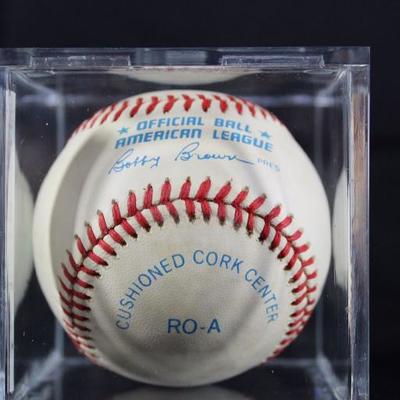 ★ OFFICIAL BALL ★
AMERICAN LEAGUE
Bobby Brown PRES
CUSHIONED CORK CENTER
RO-A